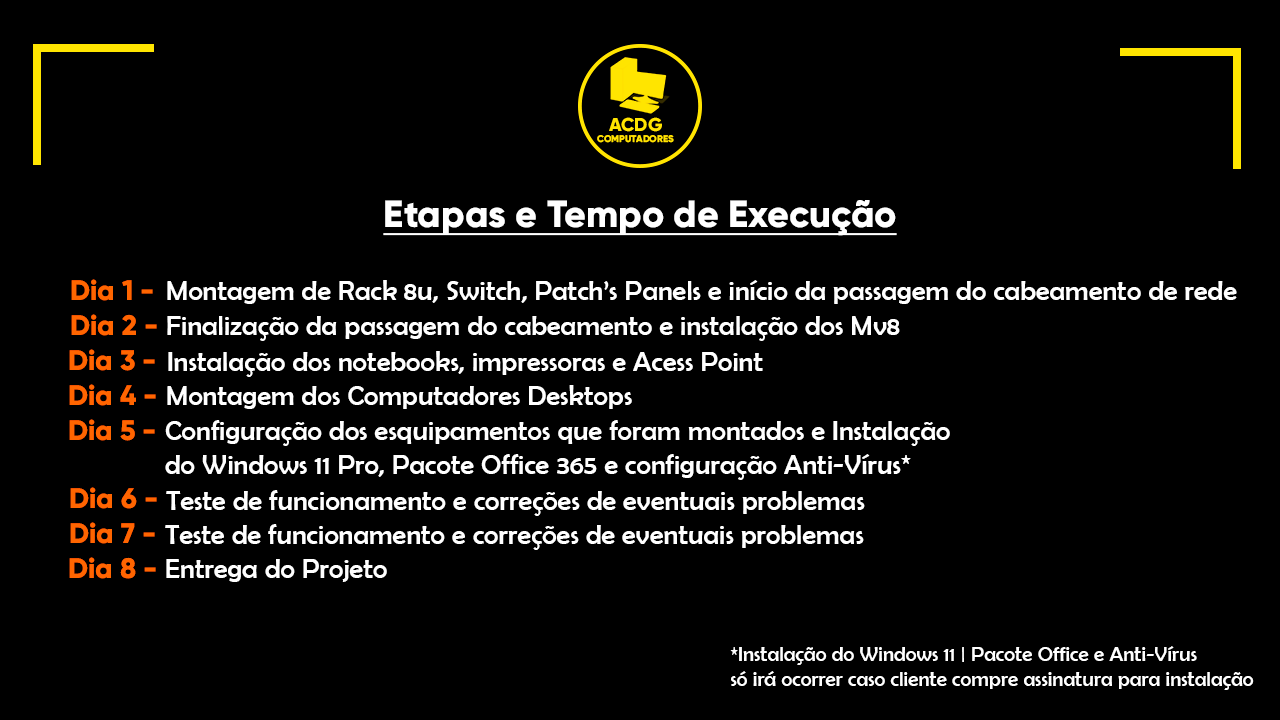 ACDG
COMPUTADORES
Etapas e Tempo de Execução
Dia 1 - Montagem de Rack 8u, Switch, Patch's Panels e início da passagem do cabeamento de rede
Dia 2 - Finalização da passagem do cabeamento e instalação dos Mv8
Dia 3 - Instalação dos notebooks, impressoras e Acess Point
Dia 4 - Montagem dos Computadores Desktops
Dia 5 - Configuração dos esquipamentos que foram montados e Instalação
do Windows 11 Pro, Pacote Office 365 e configuração Anti-Vírus*
Dia 6 - Teste de funcionamento e correções de eventuais problemas
Dia 7 - Teste de funcionamento e correções de eventuais problemas
Dia 8 - Entrega do Projeto
*Instalação do Windows 11 | Pacote Office e Anti-Vírus
só irá ocorrer caso cliente compre assinatura para instalação